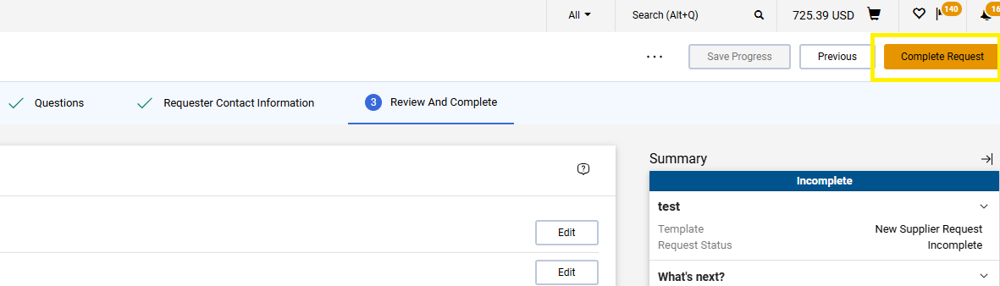 All Search (Alt+Q) 725.39 USD 140
Save Progress Previous Complete Request
Questions Requester Contact Information 3 Review And Complete
Summary
Incomplete
test
Edit
Template New Supplier Request
Request Status Incomplete
Edit
What's next?